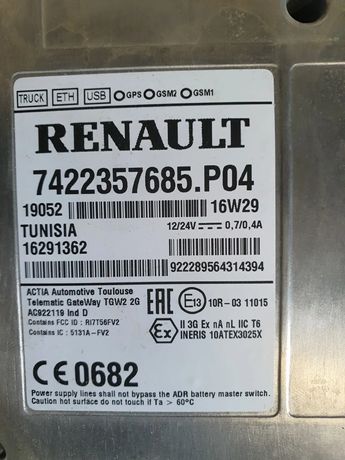 TRUCK ETH USB GPS GSM2 GSM1
RENAULT
7422357685.P04
19052 16W29
TUNISIA 12/24V 0,7/0,4A
16291362
922289564314394
ACTIA Automotive Toulouse
Telematic GateWay TGW2 2G
AC922119 Ind D
Contains FCC ID : RI7T56FV2
Contains IC : 5131A-FV2
EAC E13 10R-03 11015
Ex II 3G Ex nA nL IIC T6
INERIS 10ATEX3025X
CE 0682
Power supply lines shall not bypass the ADR battery master switch.
Caution hot surface do not touch if Ta > 60°C